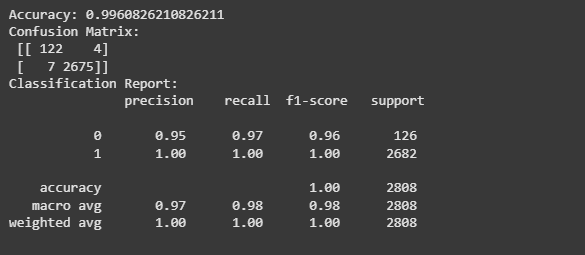 Accuracy: 0.9960826210826211
Confusion Matrix:
[[ 122    4]
[   7 2675]]
Classification Report:
precision    recall  f1-score   support
0       0.95      0.97      0.96       126
1       1.00      1.00      1.00      2682
accuracy                           1.00      2808
macro avg       0.97      0.98      0.98      2808
weighted avg       1.00      1.00      1.00      2808